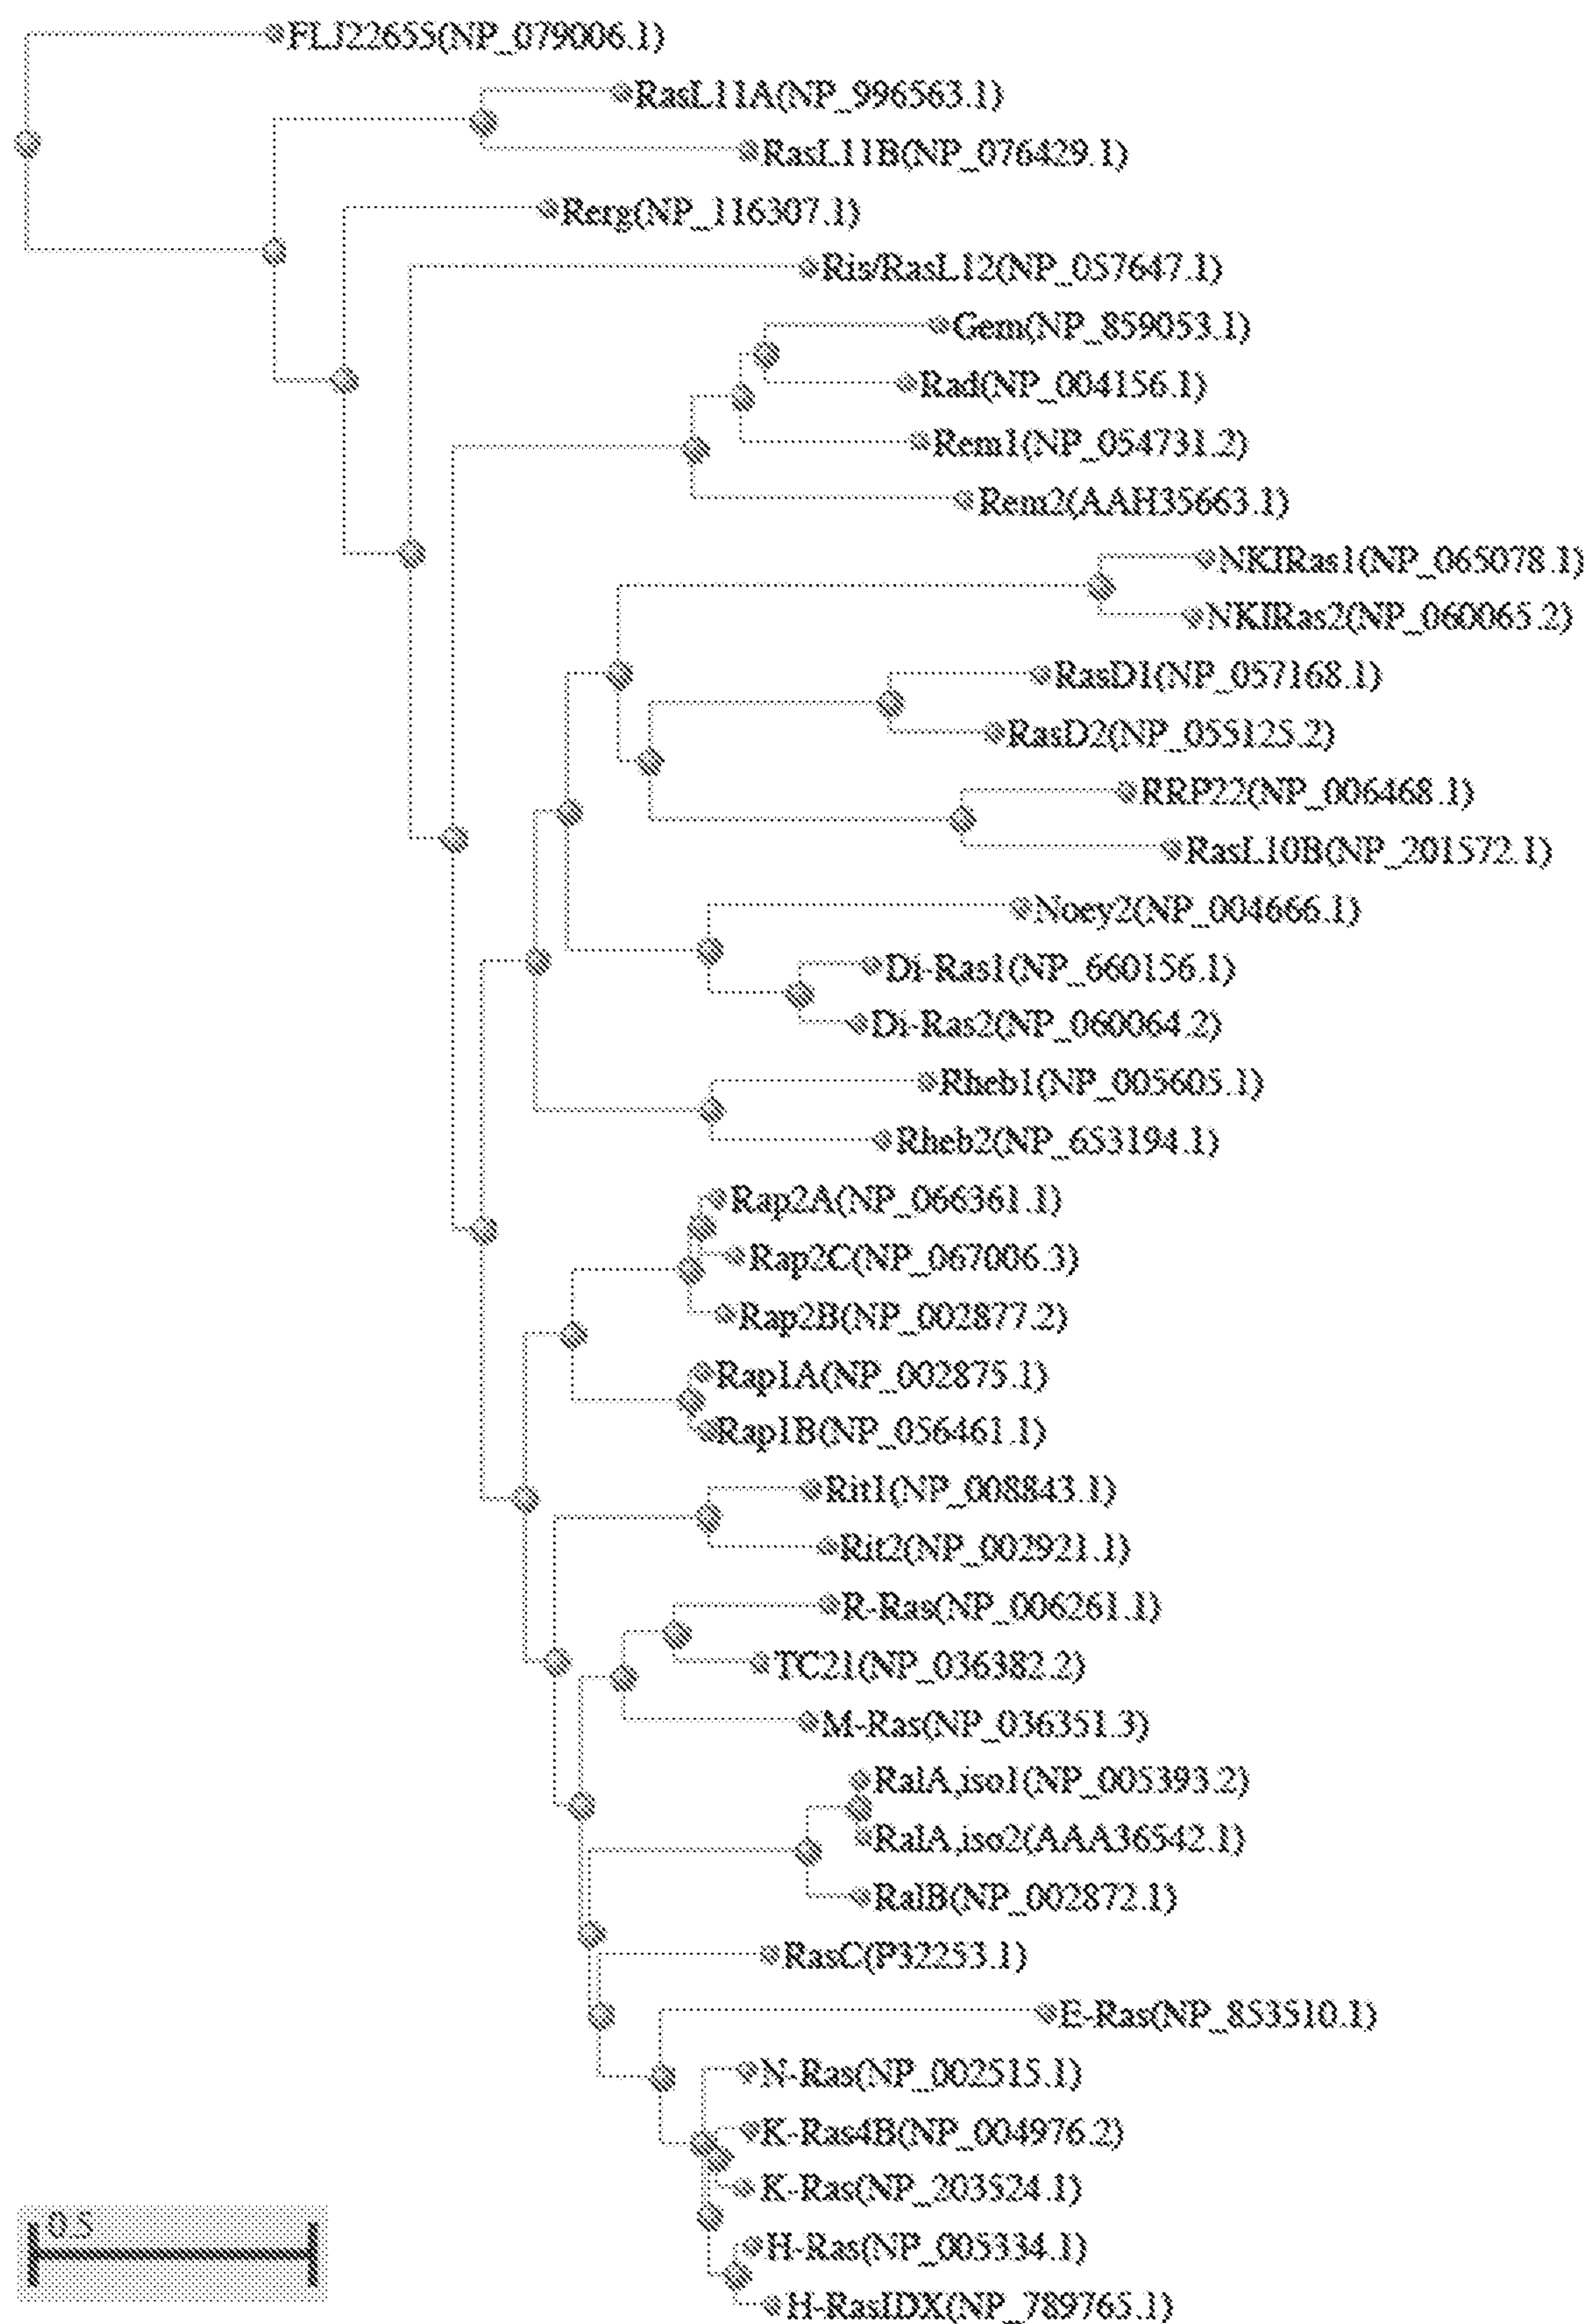 FLJ22655(NP_079006.1)
RasL11A(NP_996563.1)
RasL11B(NP_076429.1)
Rerg(NP_116307.1)
Ris/RasL12(NP_057647.1)
Gem(NP_859053.1)
Rad(NP_004156.1)
Rem1(NP_054731.2)
Rem2(AAH35663.1)
NKIRas1(NP_065078.1)
NKIRas2(NP_060065.2)
RasD1(NP_057168.1)
RasD2(NP_055125.2)
RRP22(NP_006468.1)
RasL10B(NP_201572.1)
Noey2(NP_004666.1)
Di-Ras1(NP_660156.1)
Di-Ras2(NP_060064.2)
Rheb1(NP_005605.1)
Rheb2(NP_653194.1)
Rap2A(NP_066361.1)
Rap2C(NP_067006.3)
Rap2B(NP_002877.2)
Rap1A(NP_002875.1)
Rap1B(NP_056461.1)
Rit1(NP_008843.1)
Rit2(NP_002921.1)
R-Ras(NP_006261.1)
TC21(NP_036382.2)
M-Ras(NP_036351.3)
RalA,iso1(NP_005393.2)
RalA,iso2(AAA36542.1)
RalB(NP_002872.1)
RasC(P32253.1)
E-Ras(NP_853510.1)
N-Ras(NP_002515.1)
K-Ras4B(NP_004976.2)
K-Ras(NP_203524.1)
0.5
H-Ras(NP_005334.1)
H-RasIDX(NP_789765.1)